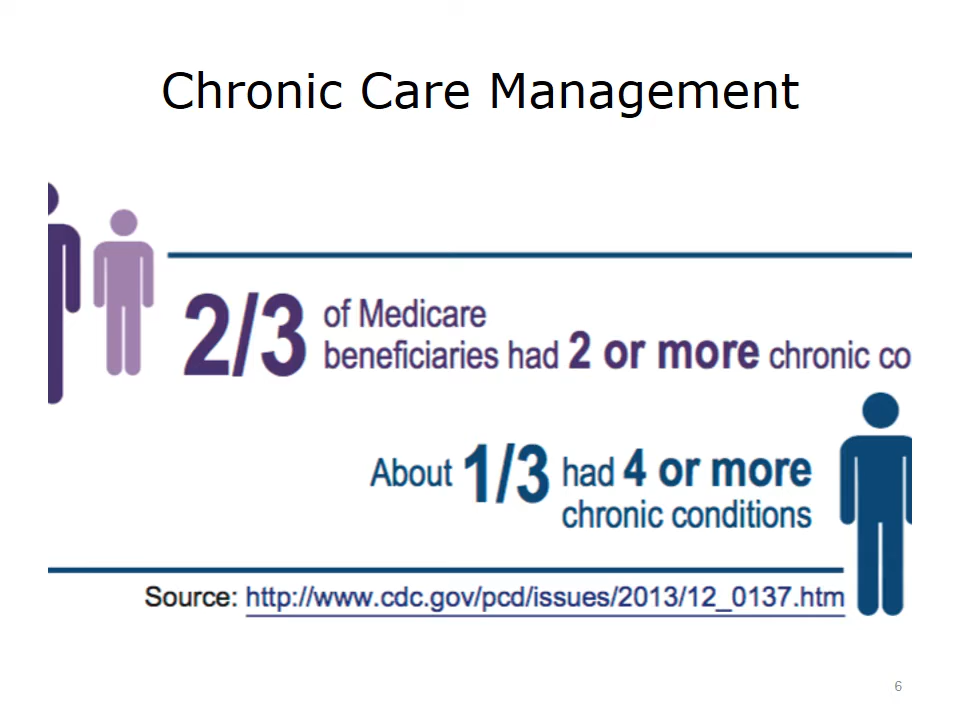 Chronic Care Management
2/3 of Medicare
beneficiaries had 2 or more chronic co
About 1/3 had 4 or more
chronic conditions
Source: http://www.cdc.gov/pcd/issues/2013/12_0137.htm
6